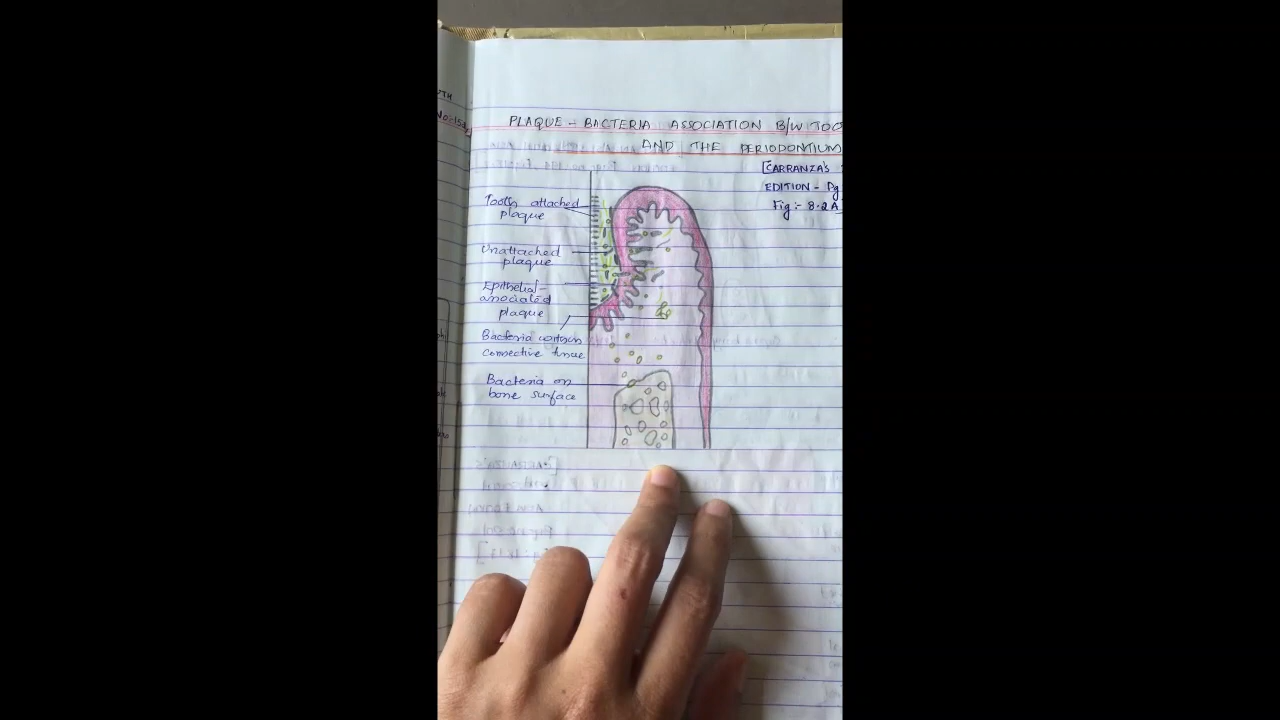 PLAQUE - BACTERIA ASSOCIATION B/W TOO
AND THE PERIODONTIUM
[CARRANZA'S
EDITION - Pg
Fig :- 8.2 A
Tooth attached
plaque
Unattached
plaque
Epithelial-
associated
plaque
Bacteria within
connective tissue
Bacteria on
bone surface